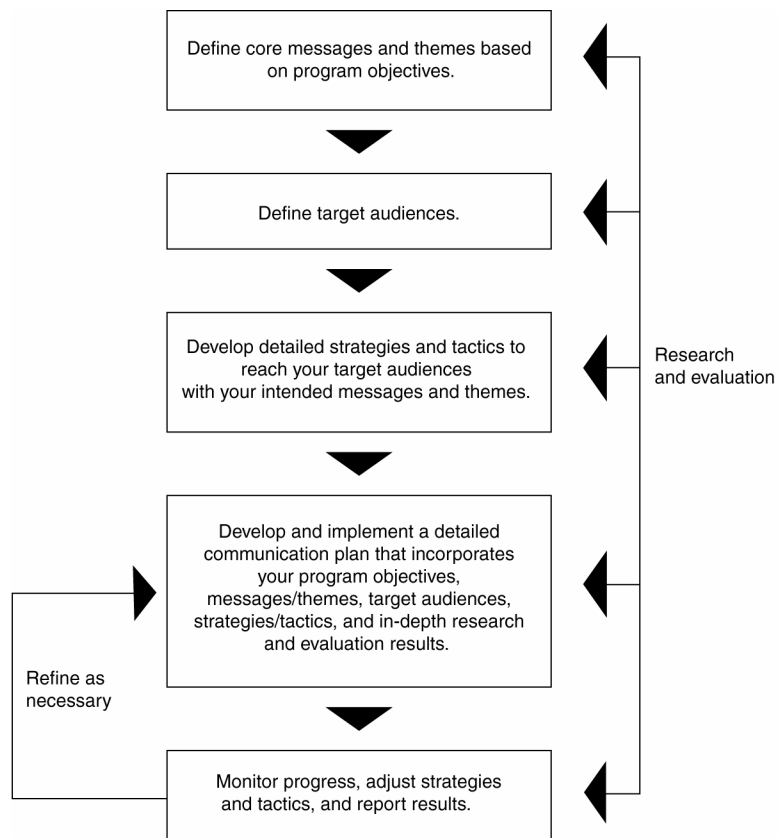 Define core messages and themes based
on program objectives.
Define target audiences.
Develop detailed strategies and tactics to
reach your target audiences
with your intended messages and themes.
Research
and evaluation
Develop and implement a detailed
communication plan that incorporates
your program objectives,
messages/themes, target audiences,
strategies/tactics, and in-depth research
and evaluation results.
Refine as
necessary
Monitor progress, adjust strategies
and tactics, and report results.